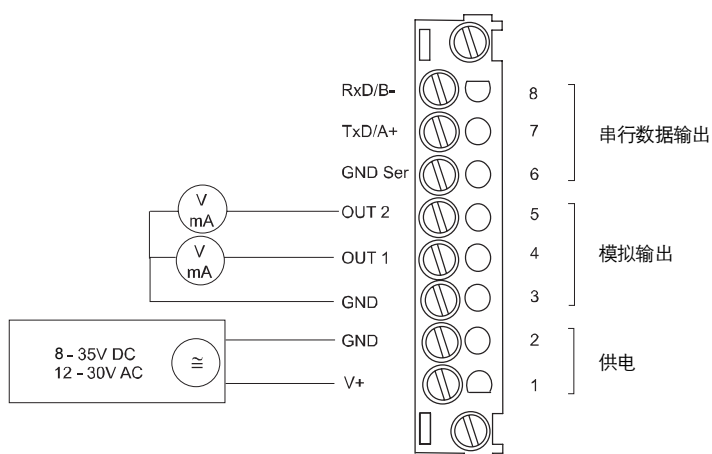 RxD/B-
8
TxD/A+
7
串行数据输出
GND Ser
6
V
mA
OUT 2
5
V
mA
OUT 1
4
模拟输出
GND
3
GND
2
8 - 35V DC
12 - 30V AC
≅
供电
V+
1